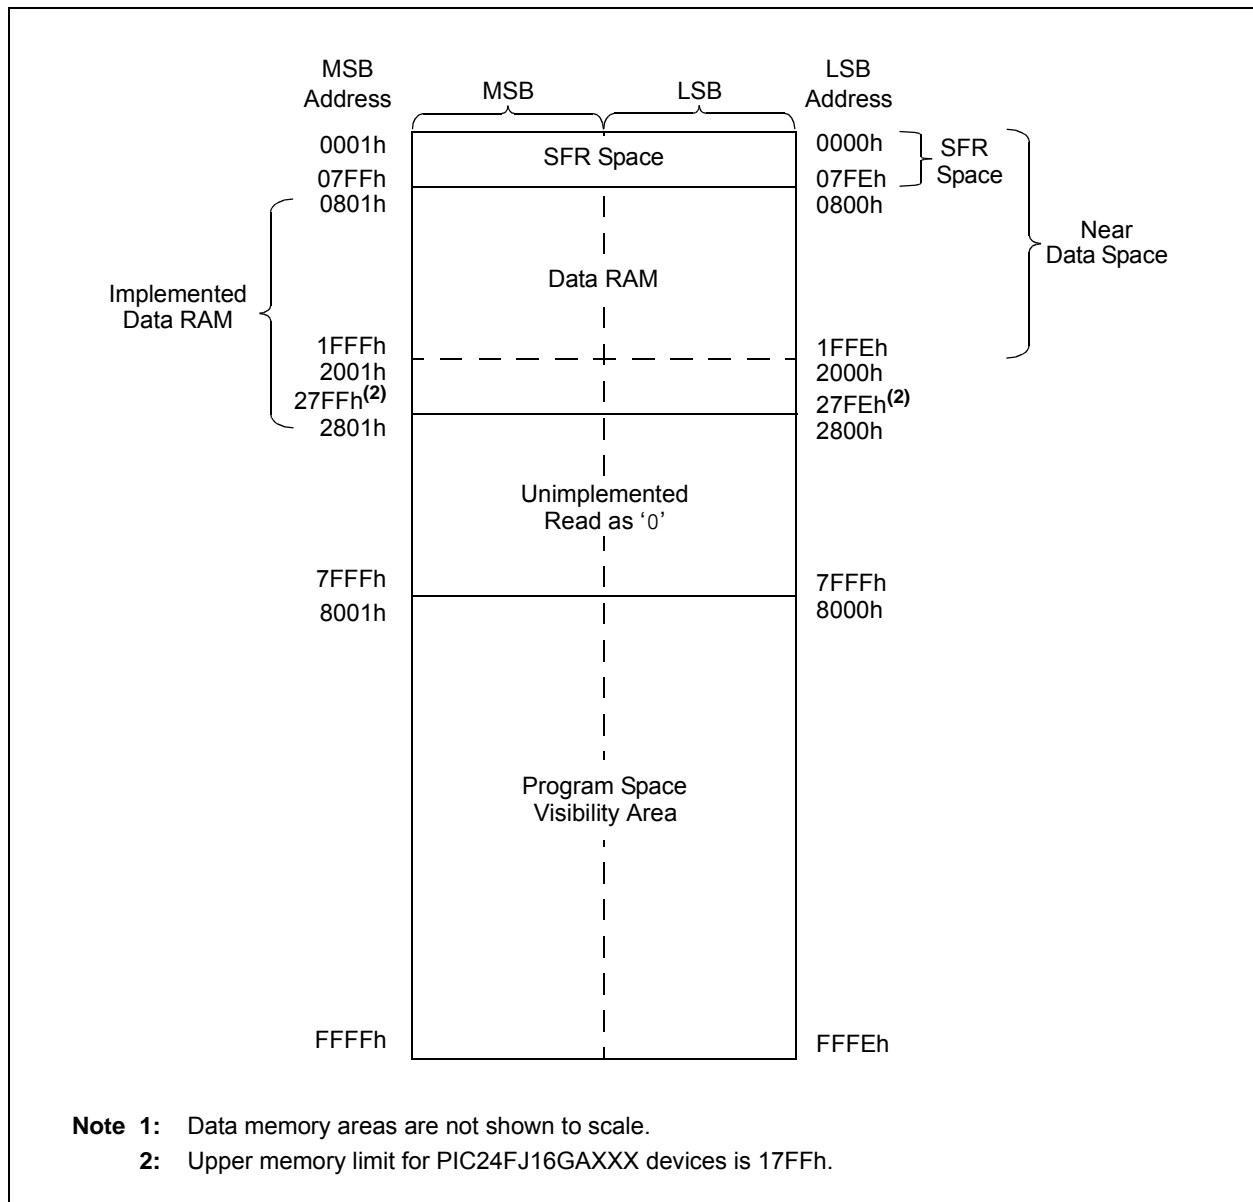 MSB
Address
MSB
LSB
LSB
Address
0001h
SFR Space
0000h
SFR
Space
07FFh
07FEh
0801h
0800h
Near
Data Space
Implemented
Data RAM
Data RAM
1FFFh
1FFEh
2001h
2000h
27FFh(2)
27FEh(2)
2801h
2800h
Unimplemented
Read as ‘0’
7FFFh
7FFFh
8001h
8000h
Program Space
Visibility Area
FFFFh
FFFEh
Note 1: Data memory areas are not shown to scale.
2: Upper memory limit for PIC24FJ16GAXXX devices is 17FFh.